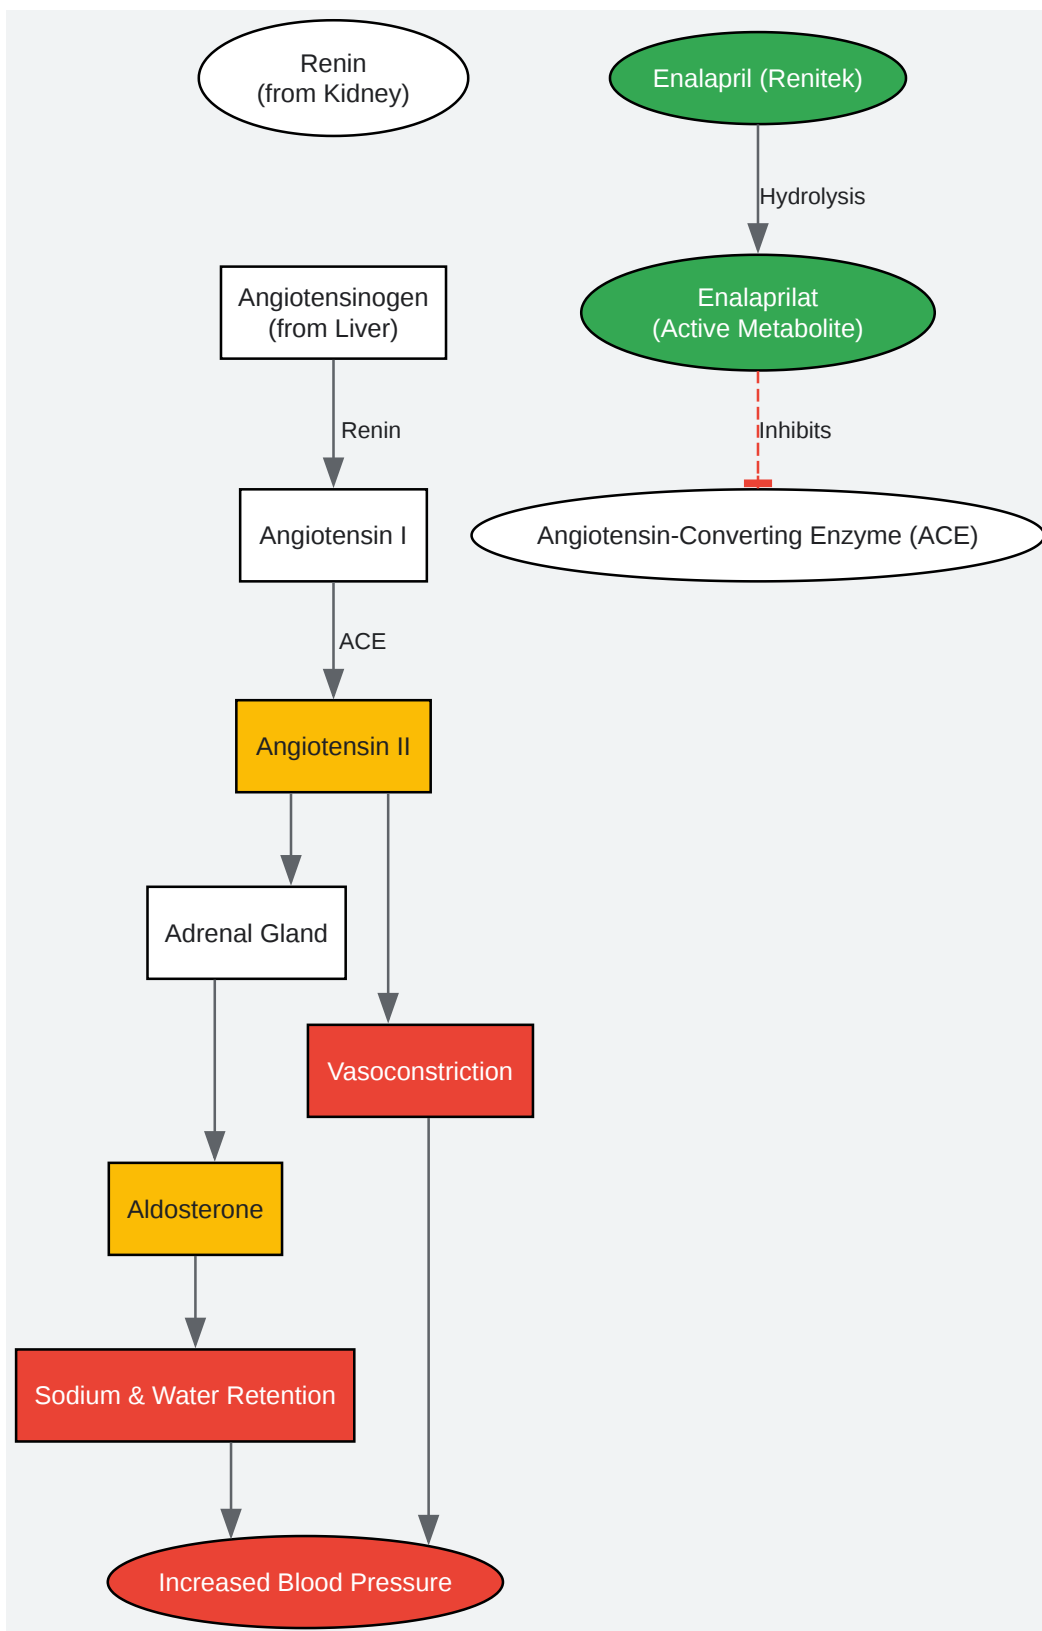 Renin
(from Kidney)
Enalapril (Renitek)
Hydrolysis
Angiotensinogen
(from Liver)
Enalaprilat
(Active Metabolite)
Renin
Inhibits
Angiotensin I
Angiotensin-Converting Enzyme (ACE)
ACE
Angiotensin II
Adrenal Gland
Vasoconstriction
Aldosterone
Sodium & Water Retention
Increased Blood Pressure